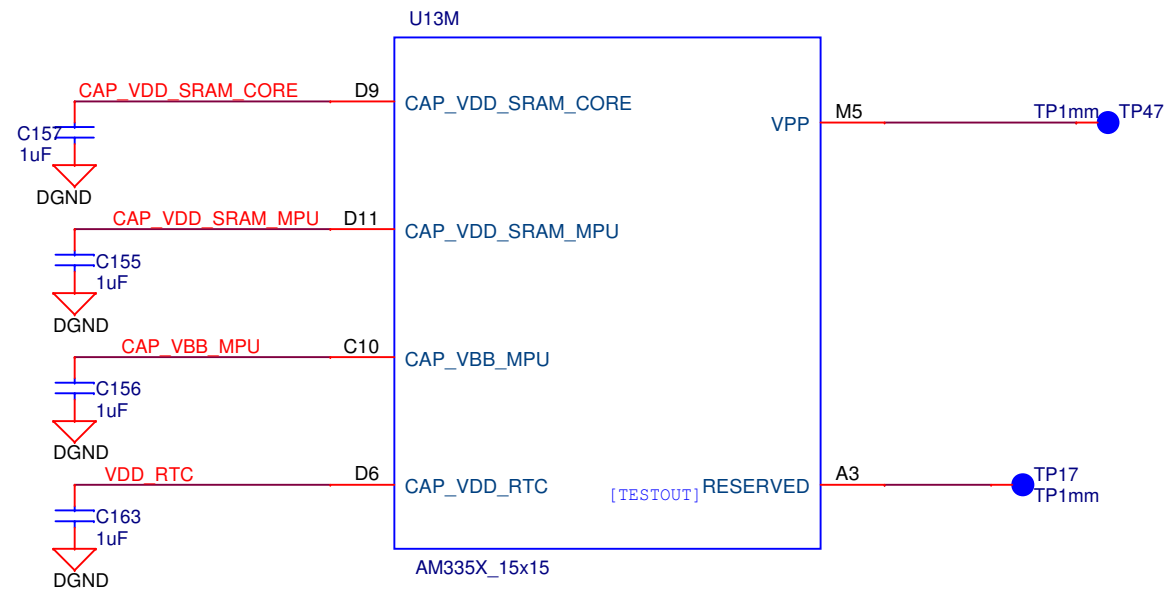 U13M
CAP_VDD_SRAM_CORE
D9
CAP_VDD_SRAM_CORE
C157
1uF
DGND
VPP
M5
TP1mm
TP47
CAP_VDD_SRAM_MPU
D11
CAP_VDD_SRAM_MPU
C155
1uF
DGND
CAP_VBB_MPU
C10
CAP_VBB_MPU
C156
1uF
DGND
VDD_RTC
D6
CAP_VDD_RTC
C163
1uF
DGND
[TESTOUT]
RESERVED
A3
TP17
TP1mm
AM335X_15x15